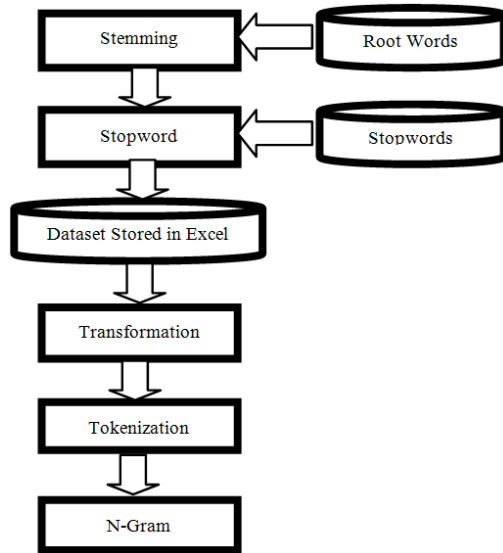 Stemming
Root Words
Stopword
Stopwords
Dataset Stored in Excel
Transformation
Tokenization
N-Gram